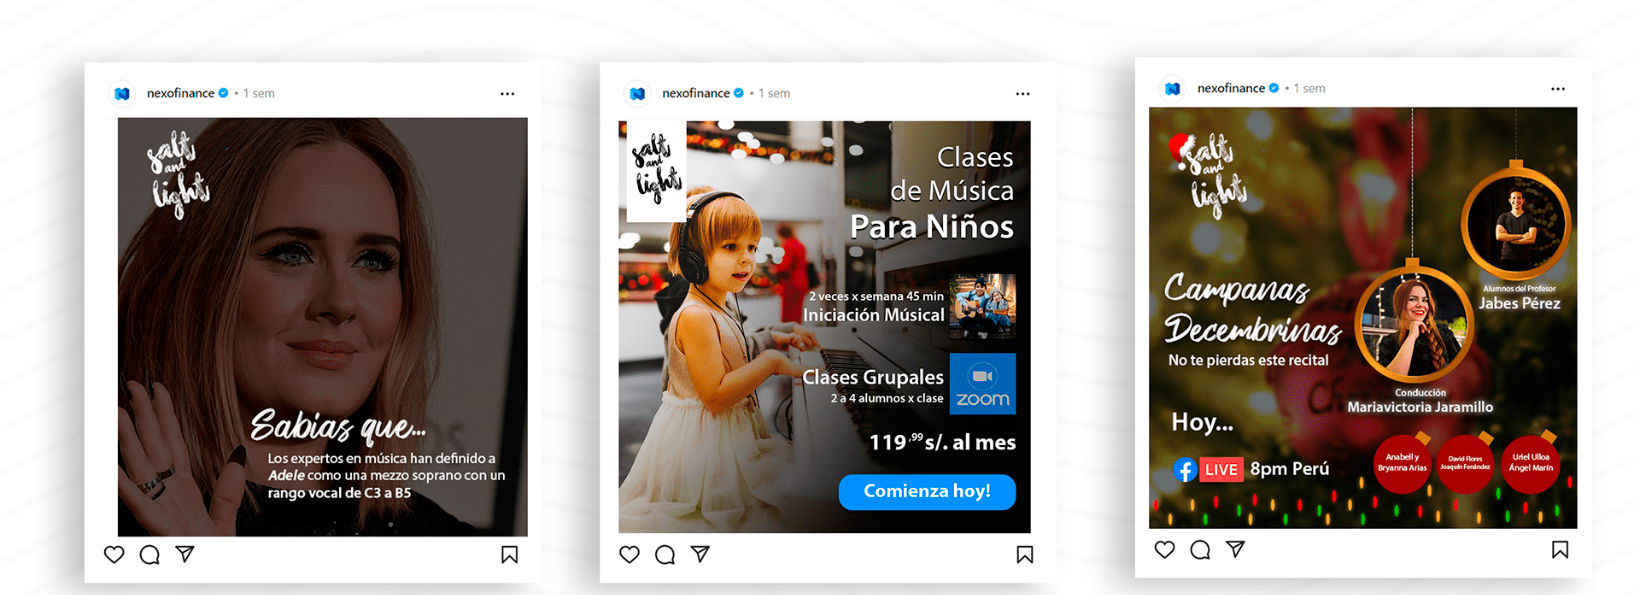 nexofinance • 1 sem
salt
and
light
Sabias que...
Los expertos en música han definido a
Adele como una mezzo soprano con un
rango vocal de C3 a B5
nexofinance • 1 sem
salt
and
light
Clases
de Música
Para Niños
2 veces x semana 45 min
Iniciación Músical
Clases Grupales
2 a 4 alumnos x clase
zoom
119,99 s/. al mes
Comienza hoy!
nexofinance • 1 sem
salt
and
light
Alumnos del Profesor
Jabes Pérez
Campanas
Decembrinas
No te pierdas este recital
Conducción
Mariavictoria Jaramillo
Hoy...
LIVE 8pm Perú
Anabell y
Bryanna Arias
David Flores
Joaquin Fenández
Uriel Ulloa
Ángel Marín